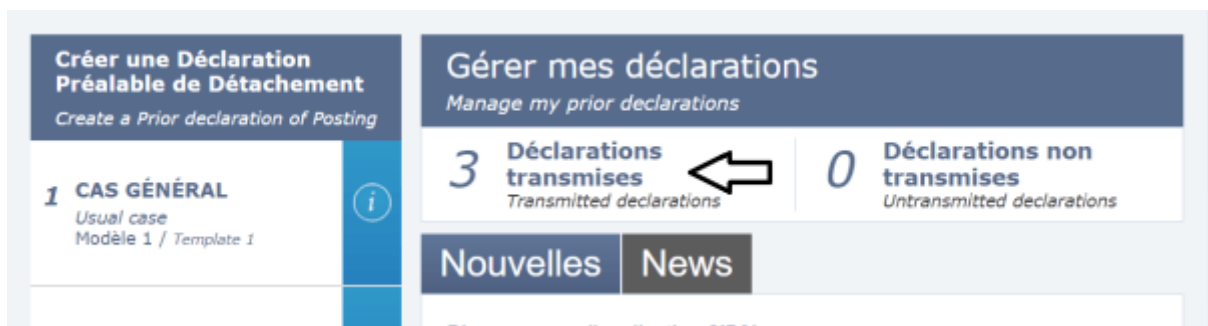 Créer une Déclaration
Préalable de Détachement
Create a Prior declaration of Posting
1 CAS GÉNÉRAL
Usual case
Modèle 1 / Template 1
i
Gérer mes déclarations
Manage my prior declarations
3 Déclarations
transmises
Transmitted declarations
0 Déclarations non
transmises
Untransmitted declarations
Nouvelles News